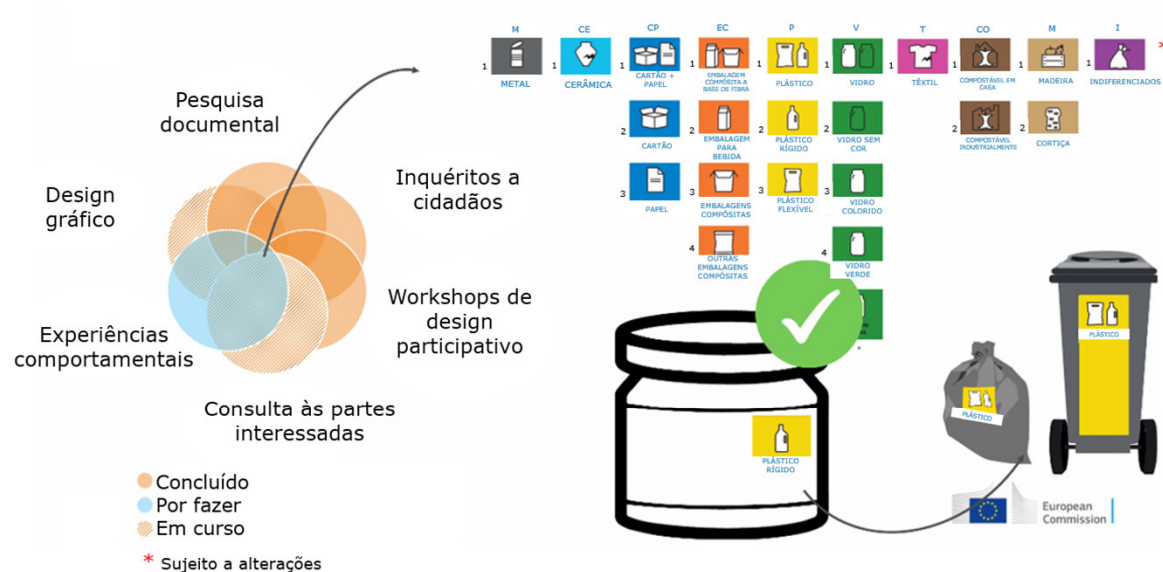 M CE CP EC P V T CO M I
1 1 1 1 1 1 1 1 1 1 *
METAL
CERÂMICA
CARTÃO +
PAPEL
EMBALAGEM
COMPÓSITA A
BASE DE FIBRA
PLÁSTICO
VIDRO
TÊXTIL
COMPOSTÁVEL EM
CASA
MADEIRA
INDIFERENCIADOS
2 2 2 2 2 2
CARTÃO
EMBALAGEM
PARA
BEBIDA
PLÁSTICO
RÍGIDO
VIDRO SEM
COR
COMPOSTÁVEL
INDUSTRIALMENTE
CORTIÇA
3 3 3 3
PAPEL
EMBALAGENS
COMPÓSITAS
PLÁSTICO
FLEXÍVEL
VIDRO
COLORIDO
4 4
OUTRAS
EMBALAGENS
COMPÓSITAS
VIDRO
VERDE
Pesquisa
documental
Design
gráfico
Inquéritos a
cidadãos
Experiências
comportamentais
Workshops de
design
participativo
Consulta às partes
interessadas
Concluído
Por fazer
Em curso
* Sujeito a alterações
PLÁSTICO
RÍGIDO
PLÁSTICO
PLÁSTICO
European
Commission